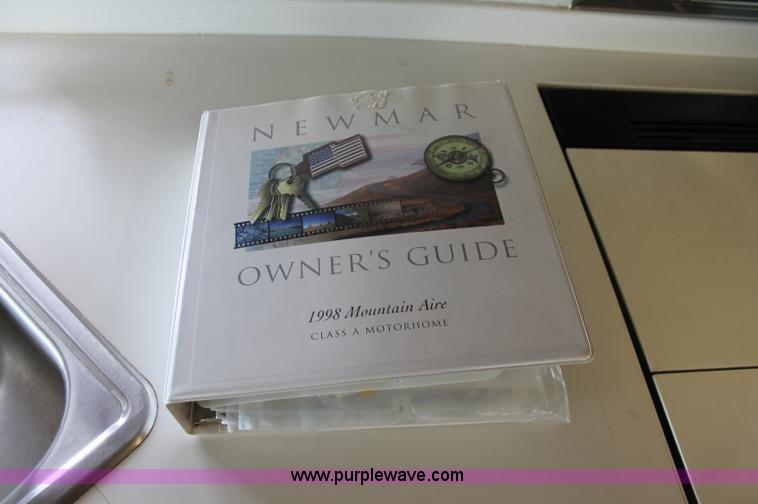 NEWMAR
OWNER'S GUIDE
1998 Mountain Aire
CLASS A MOTORHOME
www.purplewave.com